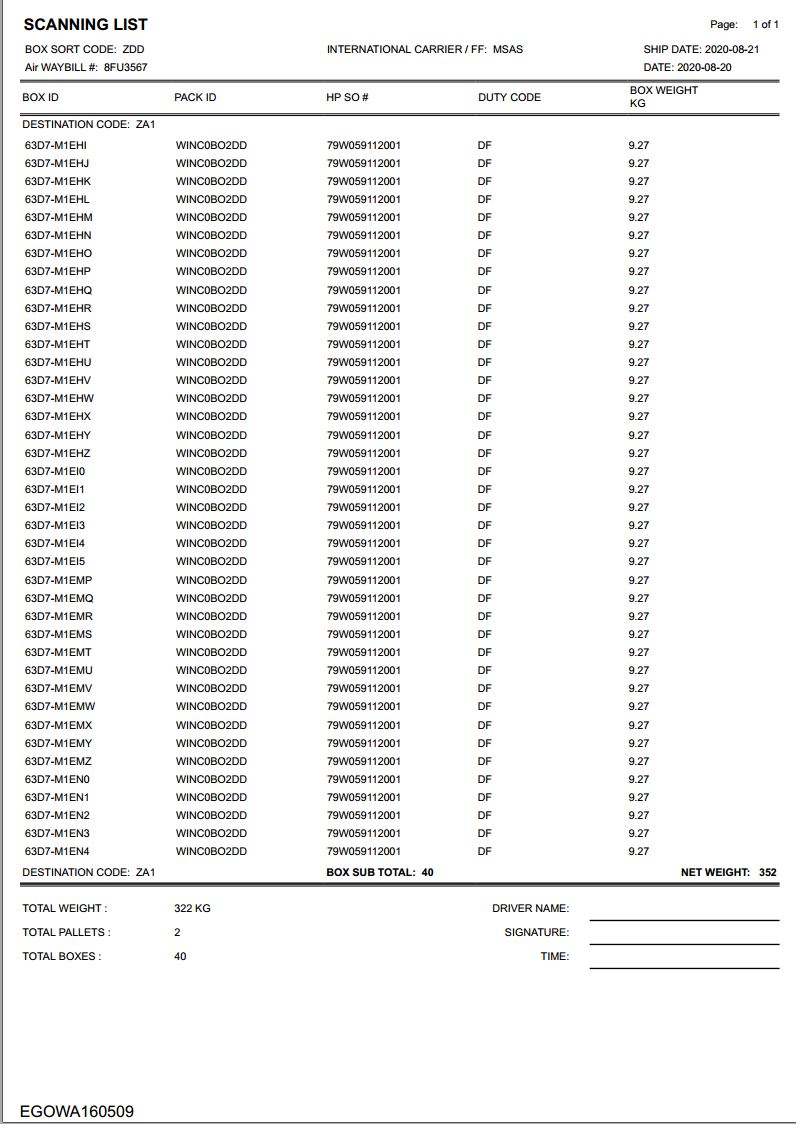 SCANNING LIST
Page: 1 of 1
BOX SORT CODE: ZDD INTERNATIONAL CARRIER / FF: MSAS SHIP DATE: 2020-08-21
Air WAYBILL #: 8FU3567 DATE: 2020-08-20
BOX ID PACK ID HP SO # DUTY CODE BOX WEIGHT
KG
DESTINATION CODE: ZA1
63D7-M1EHI WINC0BO2DD 79W059112001 DF 9.27
63D7-M1EHJ WINC0BO2DD 79W059112001 DF 9.27
63D7-M1EHK WINC0BO2DD 79W059112001 DF 9.27
63D7-M1EHL WINC0BO2DD 79W059112001 DF 9.27
63D7-M1EHM WINC0BO2DD 79W059112001 DF 9.27
63D7-M1EHN WINC0BO2DD 79W059112001 DF 9.27
63D7-M1EHO WINC0BO2DD 79W059112001 DF 9.27
63D7-M1EHP WINC0BO2DD 79W059112001 DF 9.27
63D7-M1EHQ WINC0BO2DD 79W059112001 DF 9.27
63D7-M1EHR WINC0BO2DD 79W059112001 DF 9.27
63D7-M1EHS WINC0BO2DD 79W059112001 DF 9.27
63D7-M1EHT WINC0BO2DD 79W059112001 DF 9.27
63D7-M1EHU WINC0BO2DD 79W059112001 DF 9.27
63D7-M1EHV WINC0BO2DD 79W059112001 DF 9.27
63D7-M1EHW WINC0BO2DD 79W059112001 DF 9.27
63D7-M1EHX WINC0BO2DD 79W059112001 DF 9.27
63D7-M1EHY WINC0BO2DD 79W059112001 DF 9.27
63D7-M1EHZ WINC0BO2DD 79W059112001 DF 9.27
63D7-M1EI0 WINC0BO2DD 79W059112001 DF 9.27
63D7-M1EI1 WINC0BO2DD 79W059112001 DF 9.27
63D7-M1EI2 WINC0BO2DD 79W059112001 DF 9.27
63D7-M1EI3 WINC0BO2DD 79W059112001 DF 9.27
63D7-M1EI4 WINC0BO2DD 79W059112001 DF 9.27
63D7-M1EI5 WINC0BO2DD 79W059112001 DF 9.27
63D7-M1EMP WINC0BO2DD 79W059112001 DF 9.27
63D7-M1EMQ WINC0BO2DD 79W059112001 DF 9.27
63D7-M1EMR WINC0BO2DD 79W059112001 DF 9.27
63D7-M1EMS WINC0BO2DD 79W059112001 DF 9.27
63D7-M1EMT WINC0BO2DD 79W059112001 DF 9.27
63D7-M1EMU WINC0BO2DD 79W059112001 DF 9.27
63D7-M1EMV WINC0BO2DD 79W059112001 DF 9.27
63D7-M1EMW WINC0BO2DD 79W059112001 DF 9.27
63D7-M1EMX WINC0BO2DD 79W059112001 DF 9.27
63D7-M1EMY WINC0BO2DD 79W059112001 DF 9.27
63D7-M1EMZ WINC0BO2DD 79W059112001 DF 9.27
63D7-M1EN0 WINC0BO2DD 79W059112001 DF 9.27
63D7-M1EN1 WINC0BO2DD 79W059112001 DF 9.27
63D7-M1EN2 WINC0BO2DD 79W059112001 DF 9.27
63D7-M1EN3 WINC0BO2DD 79W059112001 DF 9.27
63D7-M1EN4 WINC0BO2DD 79W059112001 DF 9.27
DESTINATION CODE: ZA1 BOX SUB TOTAL: 40 NET WEIGHT: 352
TOTAL WEIGHT : 322 KG DRIVER NAME:
TOTAL PALLETS : 2 SIGNATURE:
TOTAL BOXES : 40 TIME:
EGOWA160509